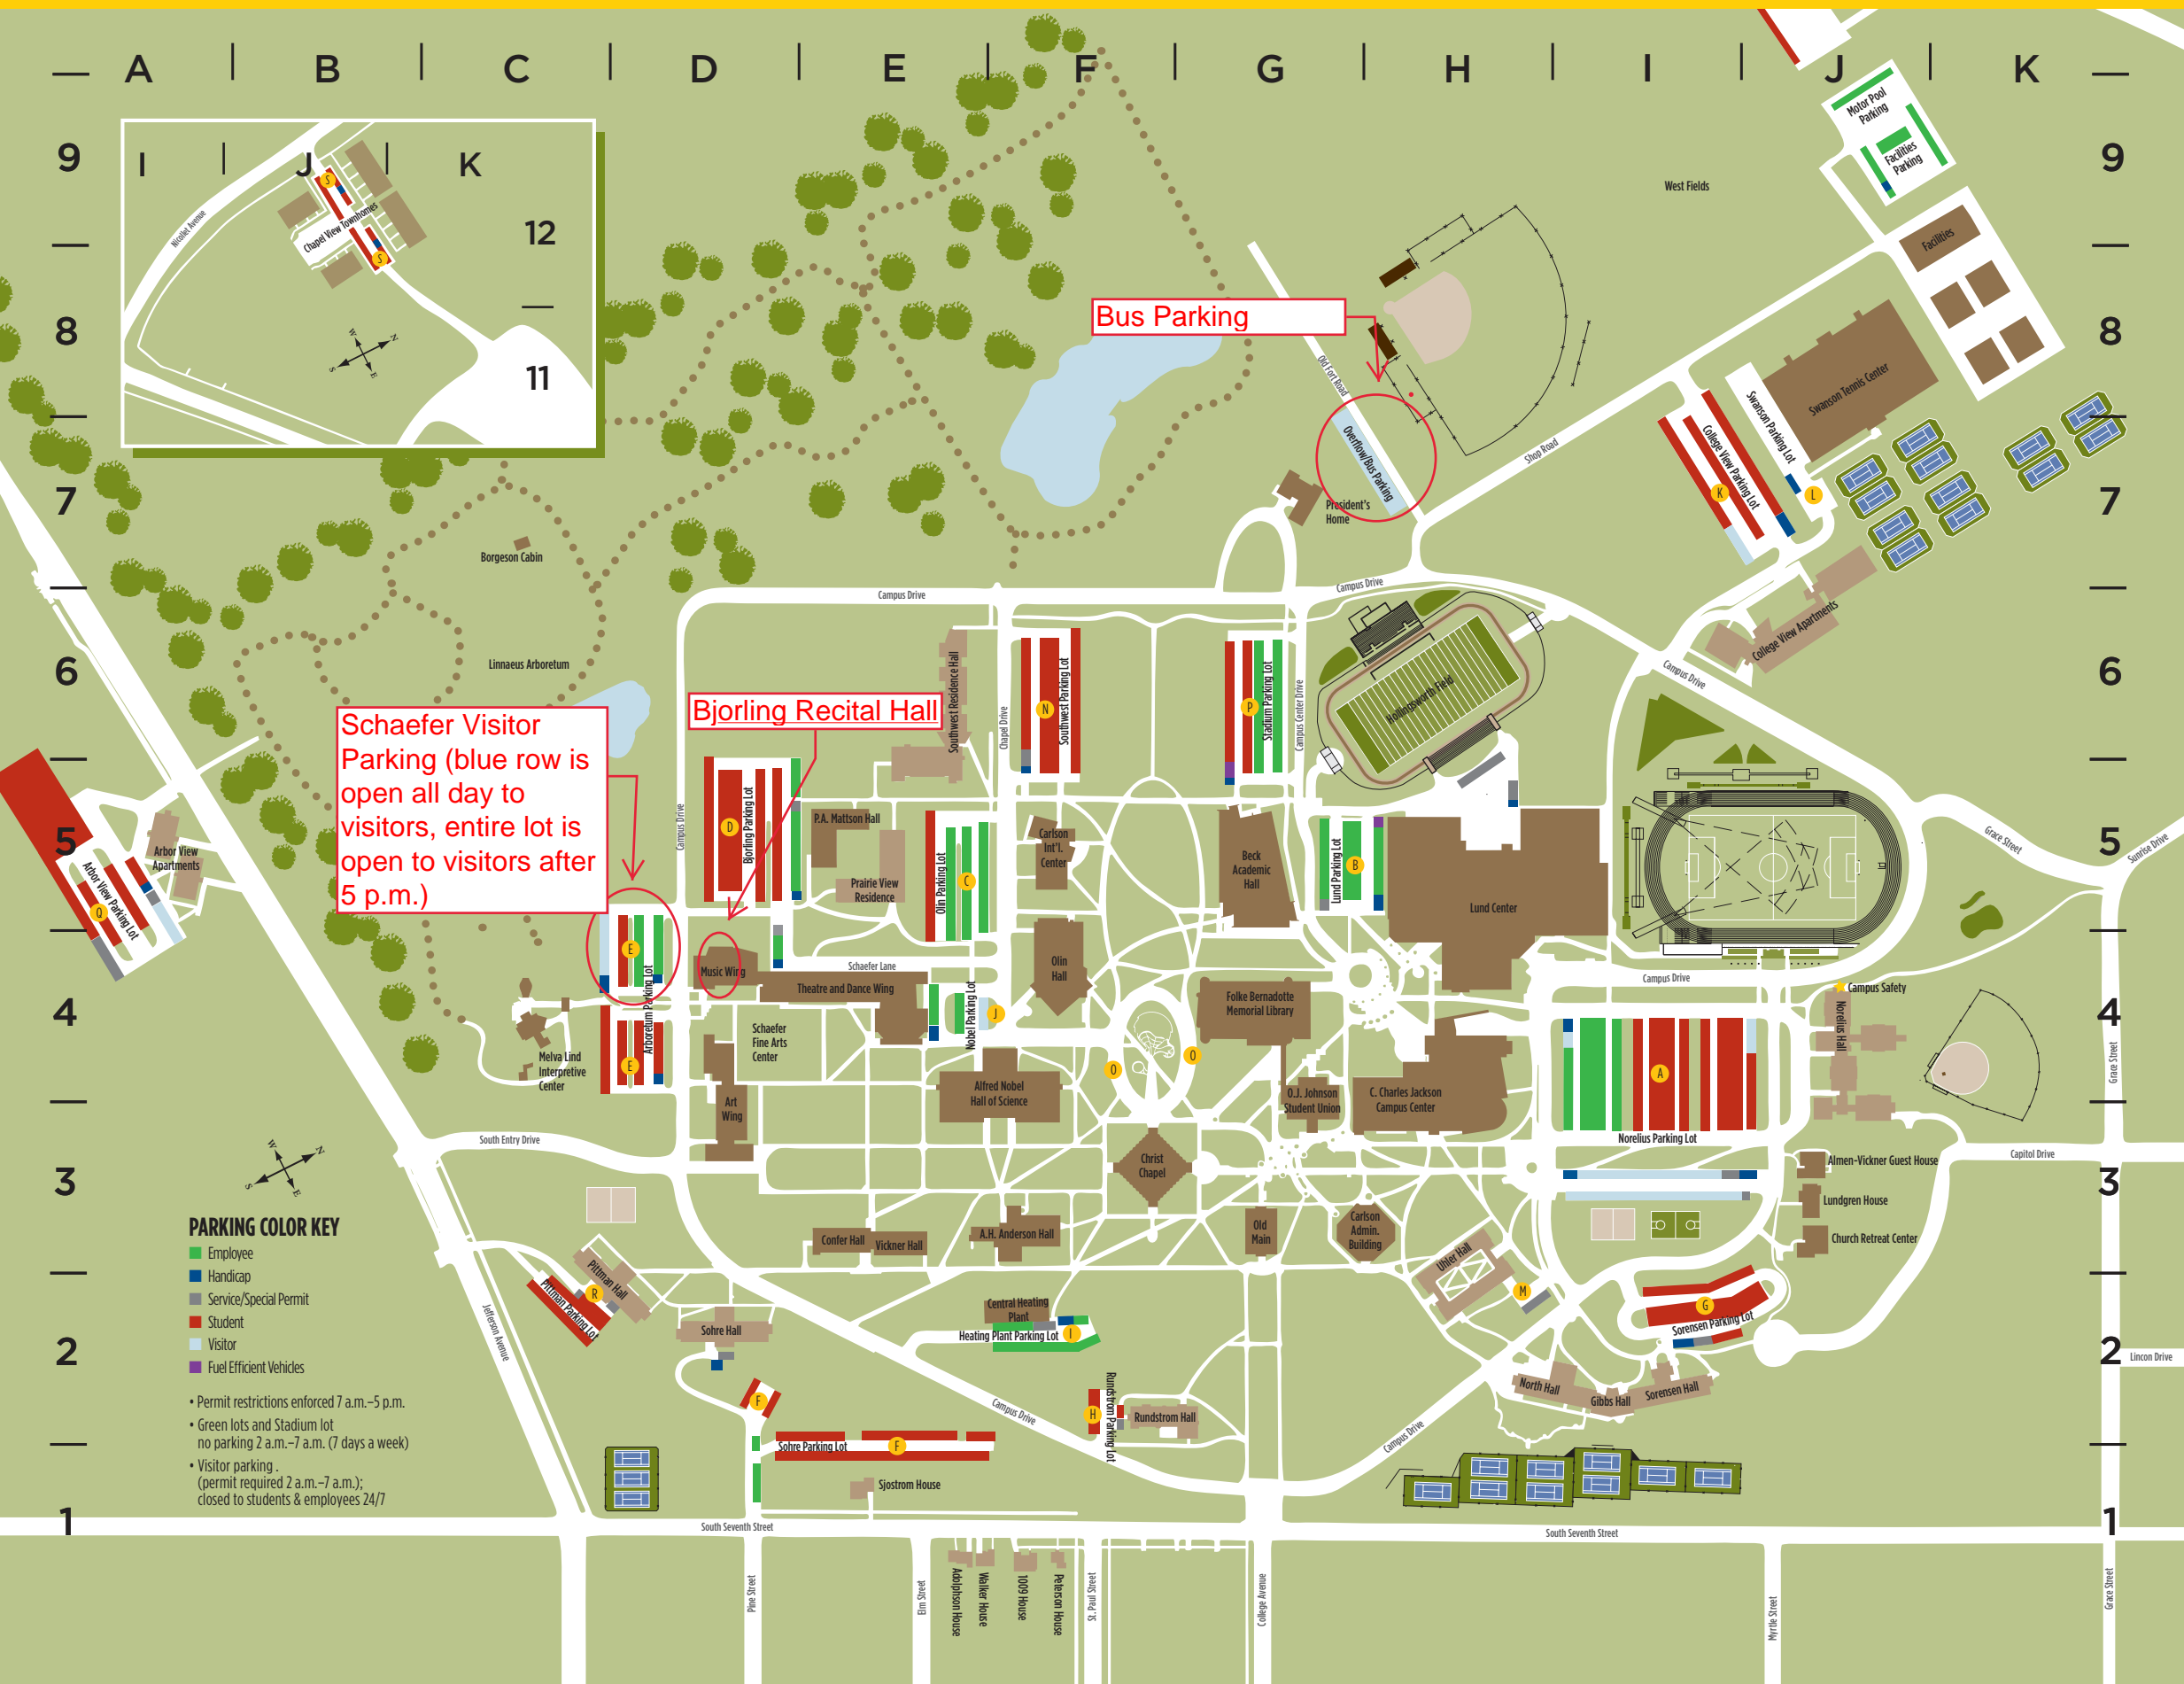 A
B
C
D
E
F
G
H
I
J
K
9
8
7
6
5
4
3
2
1
9
8
7
6
5
4
3
2
1
I
J
K
12
11
Nicollet Avenue
Chapel View Townhomes
S
S
W
N
S
E
Motor Pool
Parking
Facilities
Parking
West Fields
Facilities
Bus Parking
Old Fort Road
Overflow/Bus Parking
Shop Road
President's
Home
Swanson Tennis Center
Swanson Parking Lot
College View Parking Lot
K
L
College View Apartments
Borgeson Cabin
Linnaeus Arboretum
Campus Drive
Campus Drive
Campus Drive
Schaefer Visitor
Parking (blue row is
open all day to
visitors, entire lot is
open to visitors after
5 p.m.)
Bjorling Recital Hall
Southwest Residence Hall
Chapel Drive
N
Southwest Parking Lot
P
Stadium Parking Lot
Campus Center Drive
Hollingsworth Field
Campus Drive
D
Bjorling Parking Lot
P.A. Mattson Hall
Prairie View
Residence
Olin Parking Lot
C
Carlson
Int'l.
Center
Beck
Academic
Hall
Lund Parking Lot
B
Lund Center
Grace Street
Sunrise Drive
Arbor View
Apartments
Arbor View Parking Lot
Q
E
Arboretum Parking Lot
E
Music Wing
Schaefer Lane
Theatre and Dance Wing
Schaefer
Fine Arts
Center
Art
Wing
Nobel Parking Lot
J
Olin
Hall
Folke Bernadotte
Memorial Library
O
O
Campus Drive
Campus Safety
Norelius Hall
A
Norelius Parking Lot
Grace Street
Melva Lind
Interpretive
Center
Alfred Nobel
Hall of Science
O.J. Johnson
Student Union
C. Charles Jackson
Campus Center
Christ
Chapel
South Entry Drive
Capitol Drive
W
N
S
E
Almen-Vickner Guest House
Lundgren House
Church Retreat Center
Confer Hall
Vickner Hall
A.H. Anderson Hall
Old
Main
Carlson
Admin.
Building
Uhler Hall
M
G
Sorensen Parking Lot
Pittman Hall
R
Pittman Parking Lot
Jefferson Avenue
Sohre Hall
Central Heating
Plant
Heating Plant Parking Lot
I
Lincon Drive
North Hall
Gibbs Hall
Sorensen Hall
F
Campus Drive
H
Rundstrom Parking Lot
Rundstrom Hall
Campus Drive
Sohre Parking Lot
F
Sjostrom House
PARKING COLOR KEY
Employee
Handicap
Service/Special Permit
Student
Visitor
Fuel Efficient Vehicles
• Permit restrictions enforced 7 a.m.–5 p.m.
• Green lots and Stadium lot
no parking 2 a.m.–7 a.m. (7 days a week)
• Visitor parking .
(permit required 2 a.m.–7 a.m.);
closed to students & employees 24/7
South Seventh Street
South Seventh Street
Pine Street
Elm Street
Adolphson House
Walker House
1009 House
Peterson House
St. Paul Street
College Avenue
Myrtle Street
Grace Street